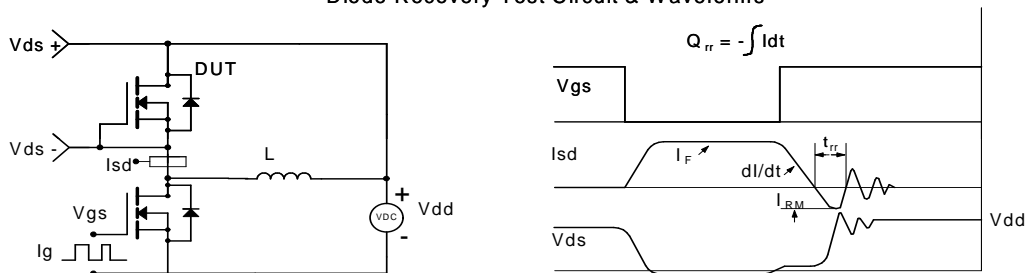 Diode Recovery Test Circuit & Waveforms
Vds +
DUT
Vds -
Isd
L
Vgs
Ig
+
VDC
-
Vdd
Q rr = - ∫ Idt
Vgs
Isd
I F
dI/dt
t rr
I RM
Vdd
Vds